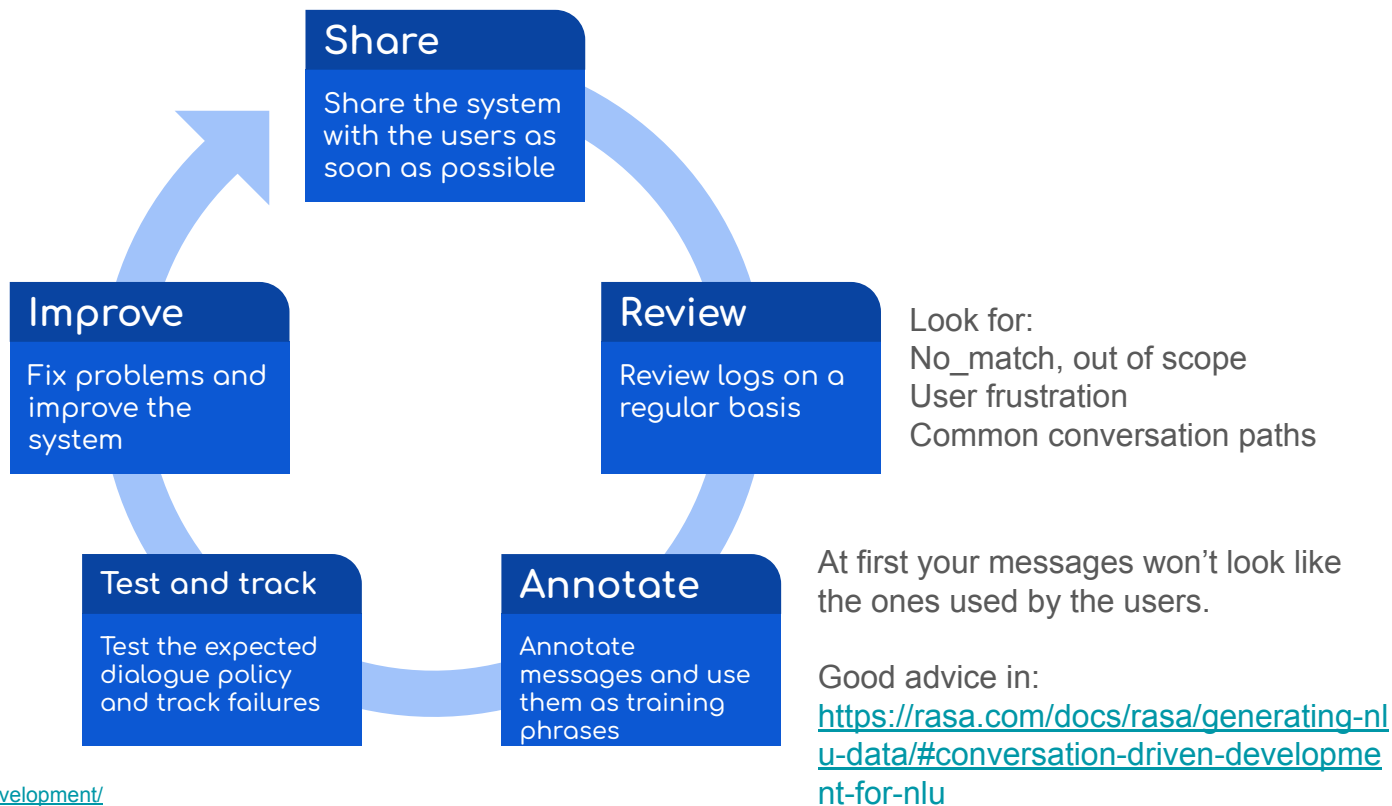 Share
Share the system
with the users as
soon as possible
Improve
Fix problems and
improve the
system
Review
Review logs on a
regular basis
Look for:
No_match, out of scope
User frustration
Common conversation paths
Test and track
Test the expected
dialogue policy
and track failures
Annotate
Annotate
messages and use
them as training
phrases
At first your messages won’t look like
the ones used by the users.
Good advice in:
https://rasa.com/docs/rasa/generating-nl
u-data/#conversation-driven-developme
nt-for-nlu
velopment/